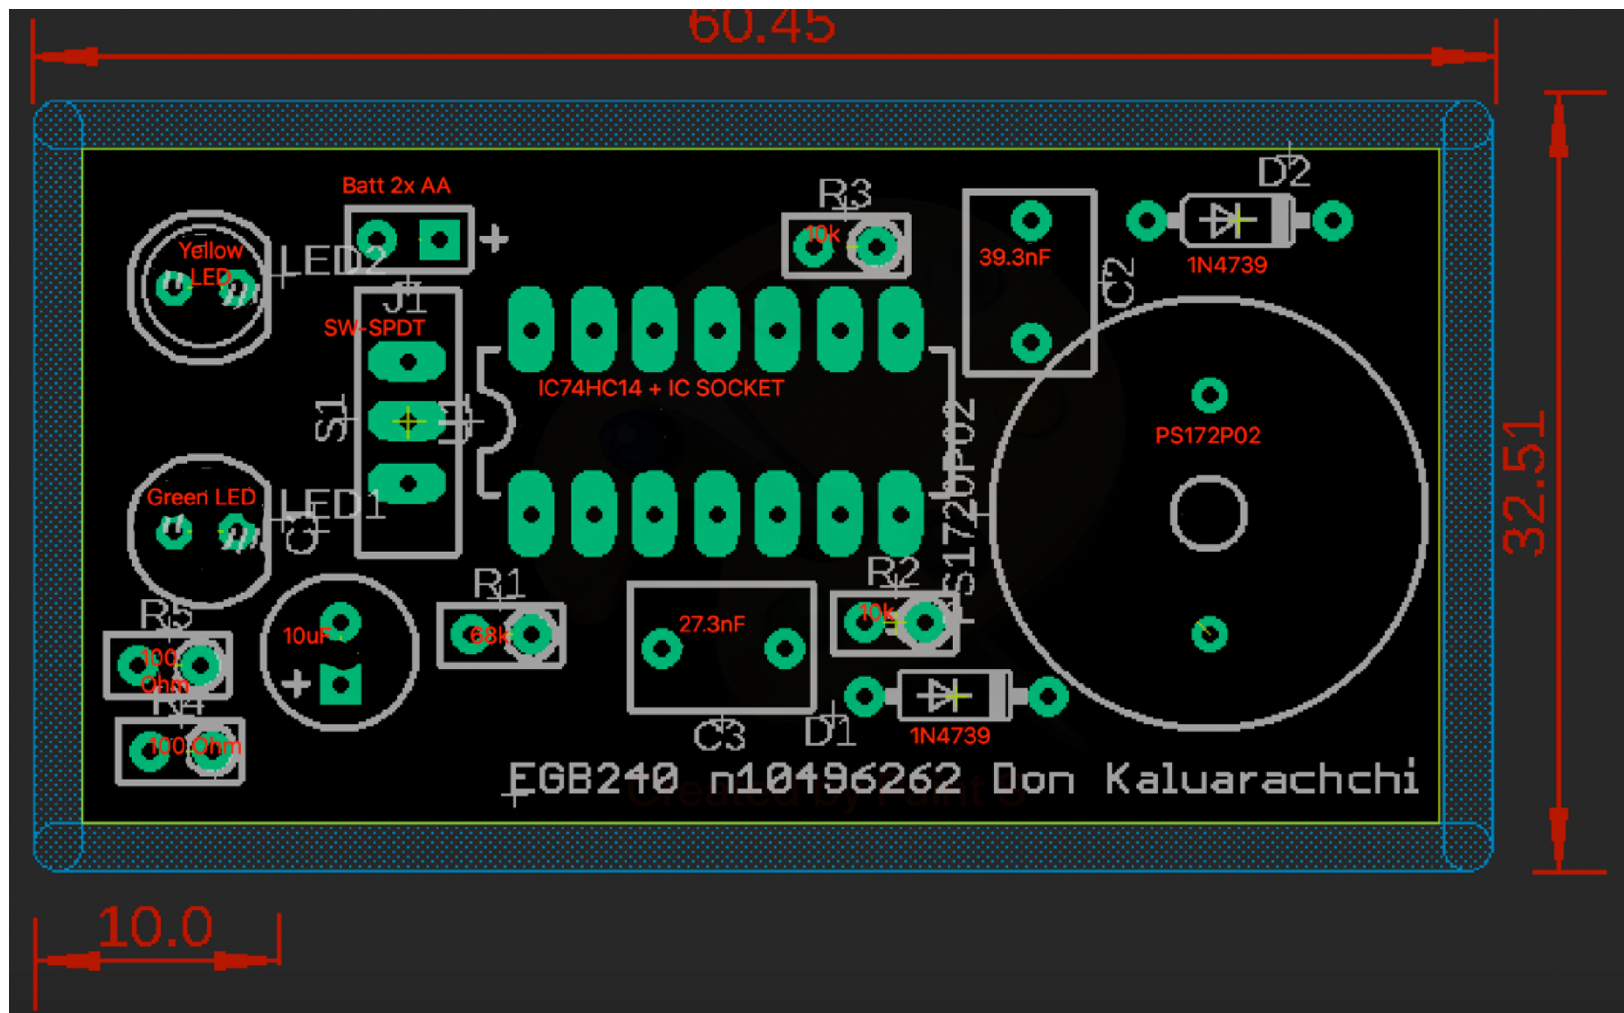 60.45
D2
Batt 2x AA
R3
10k
Yellow
LED
LED2
+
39.3nF
1N4739
C2
J1
SW-SPDT
IC74HC14 + IC SOCKET
S1
PS1720P02
PS172P02
32.51
Green LED
LED1
C1
R1
R2
R5
10uF
68k
27.3nF
10k
100
Ohm
+
R4
100 Ohm
C3
D1
1N4739
EGB240 n10496262 Don Kaluarachchi
10.0